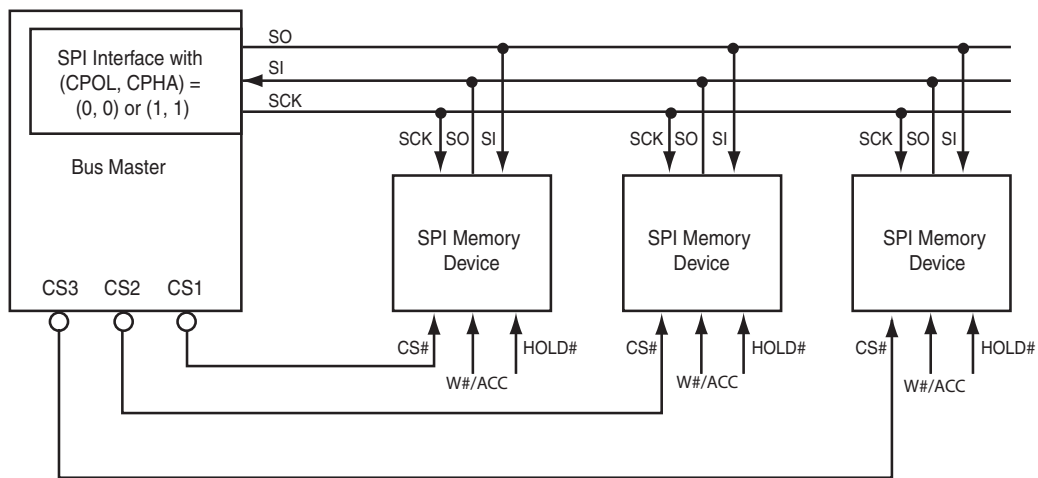 SPI Interface with
(CPOL, CPHA) =
(0, 0) or (1, 1)
SO
SI
SCK
Bus Master
SCK SO SI
SCK SO SI
SCK SO SI
SPI Memory
Device
SPI Memory
Device
SPI Memory
Device
CS3 CS2 CS1
CS# HOLD#
W#/ACC
CS# HOLD#
W#/ACC
CS# HOLD#
W#/ACC